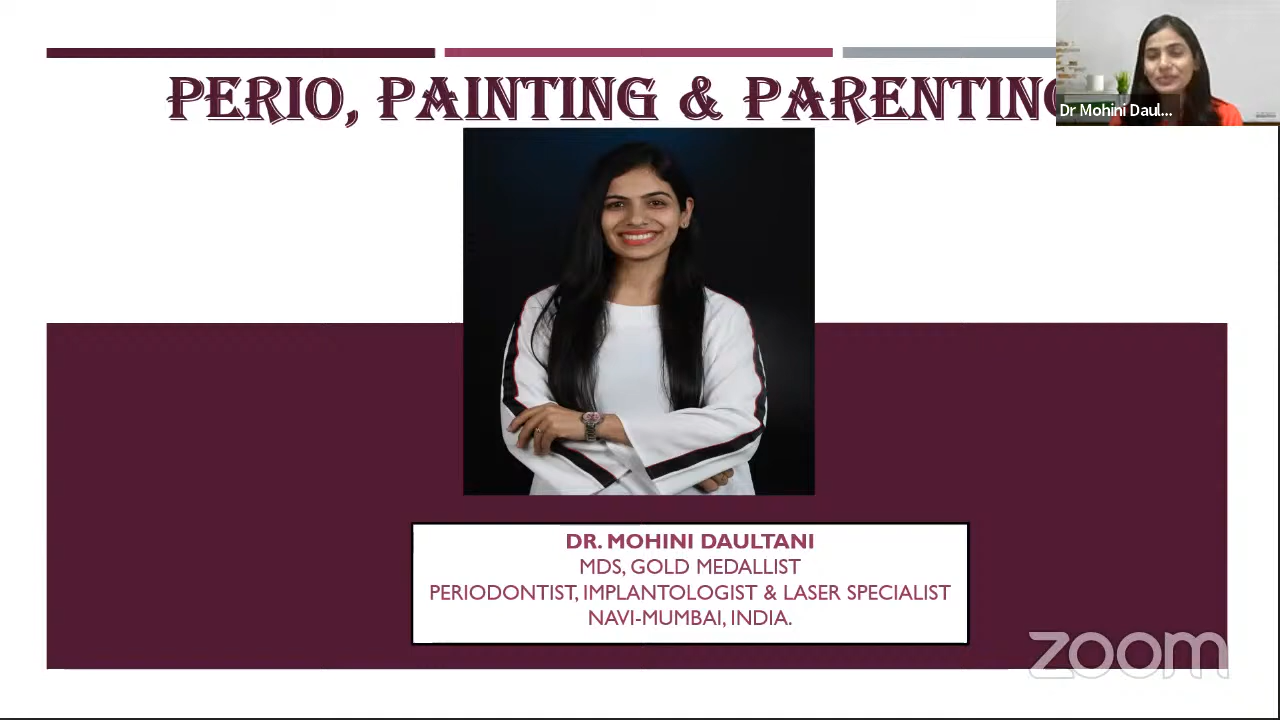 PERIO, PAINTING & PARENTING
Dr Mohini Daul...
DR. MOHINI DAULTANI
MDS, GOLD MEDALLIST
PERIODONTIST, IMPLANTOLOGIST & LASER SPECIALIST
NAVI-MUMBAI, INDIA.
zoom